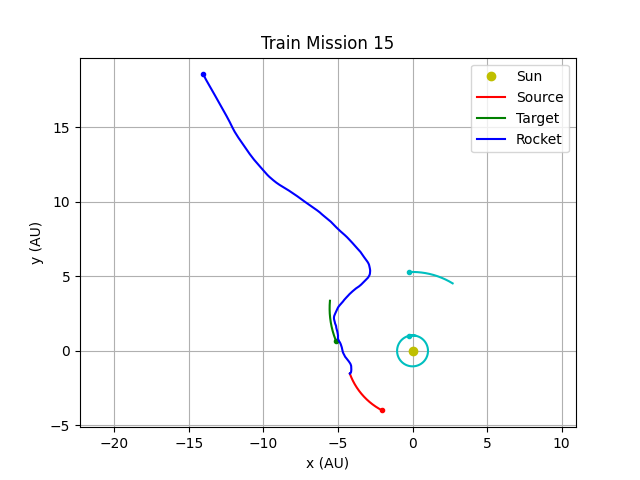 Train Mission 15
Sun
Source
Target
Rocket
15
10
5
0
−5
y (AU)
−20
−15
−10
−5
0
5
10
x (AU)